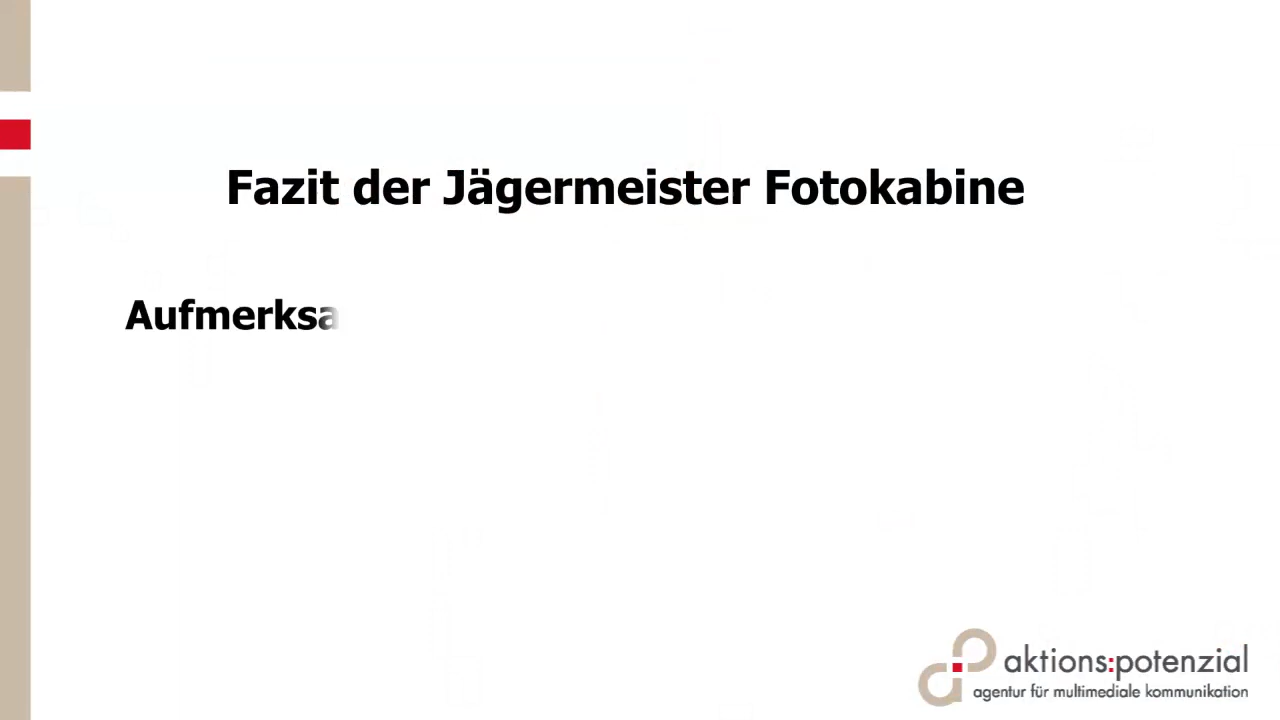 Fazit der Jägermeister Fotokabine
Aufmerksa
aktions:potenzial
agentur für multimediale kommunikation